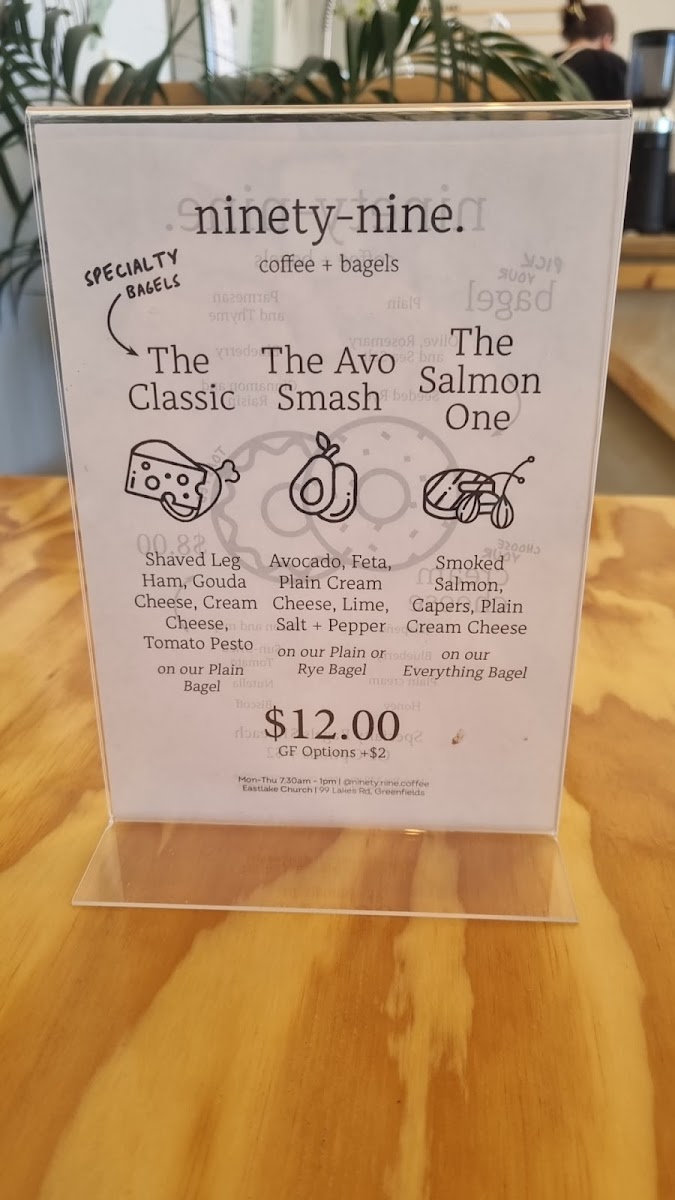 ninety-nine.
coffee + bagels
SPECIALTY
BAGELS
The
Classic
Shaved Leg
Ham, Gouda
Cheese, Cream
Cheese,
Tomato Pesto
on our Plain
Bagel
The Avo
Smash
Avocado, Feta,
Plain Cream
Cheese, Lime,
Salt + Pepper
on our Plain or
Rye Bagel
The
Salmon
One
Smoked
Salmon,
Capers, Plain
Cream Cheese
on our
Everything Bagel
$12.00
GF Options +$2
Mon-Thu 7:30am - 1pm | @ninety.nine.coffee
Eastlake Church | 99 Lakes Rd, Greenfields